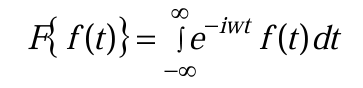 F{ f(t)} = ∫_{-∞}^{∞} e^{-iwt} f(t) dt